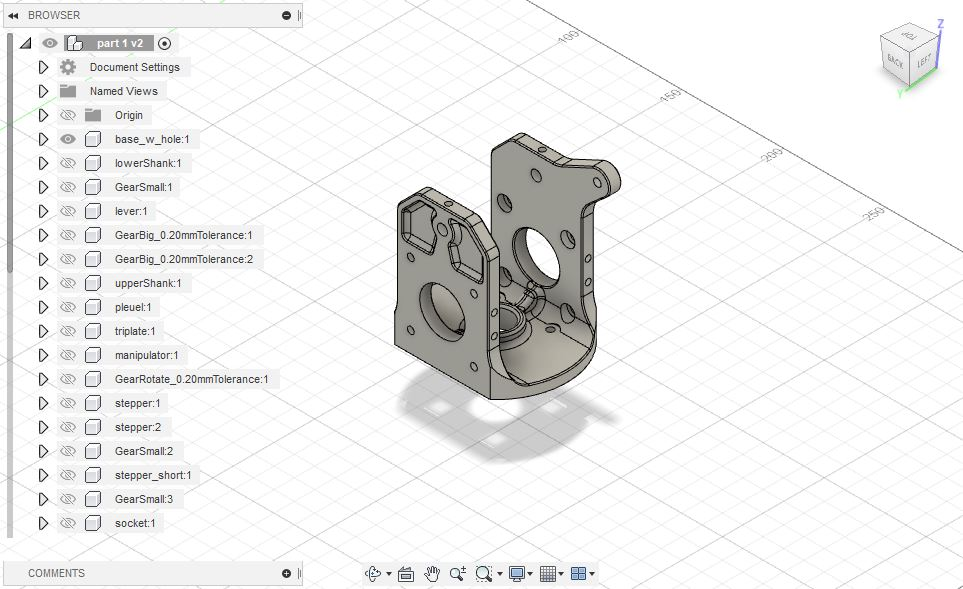 BROWSER
part 1 v2
Document Settings
Named Views
Origin
base_w_hole:1
lowerShank:1
GearSmall:1
lever:1
GearBig_0.20mmTolerance:1
GearBig_0.20mmTolerance:2
upperShank:1
pleuel:1
triplate:1
manipulator:1
GearRotate_0.20mmTolerance:1
stepper:1
stepper:2
GearSmall:2
stepper_short:1
GearSmall:3
socket:1
COMMENTS
100
150
200
250
Z
TOP
BACK
LEFT
Y